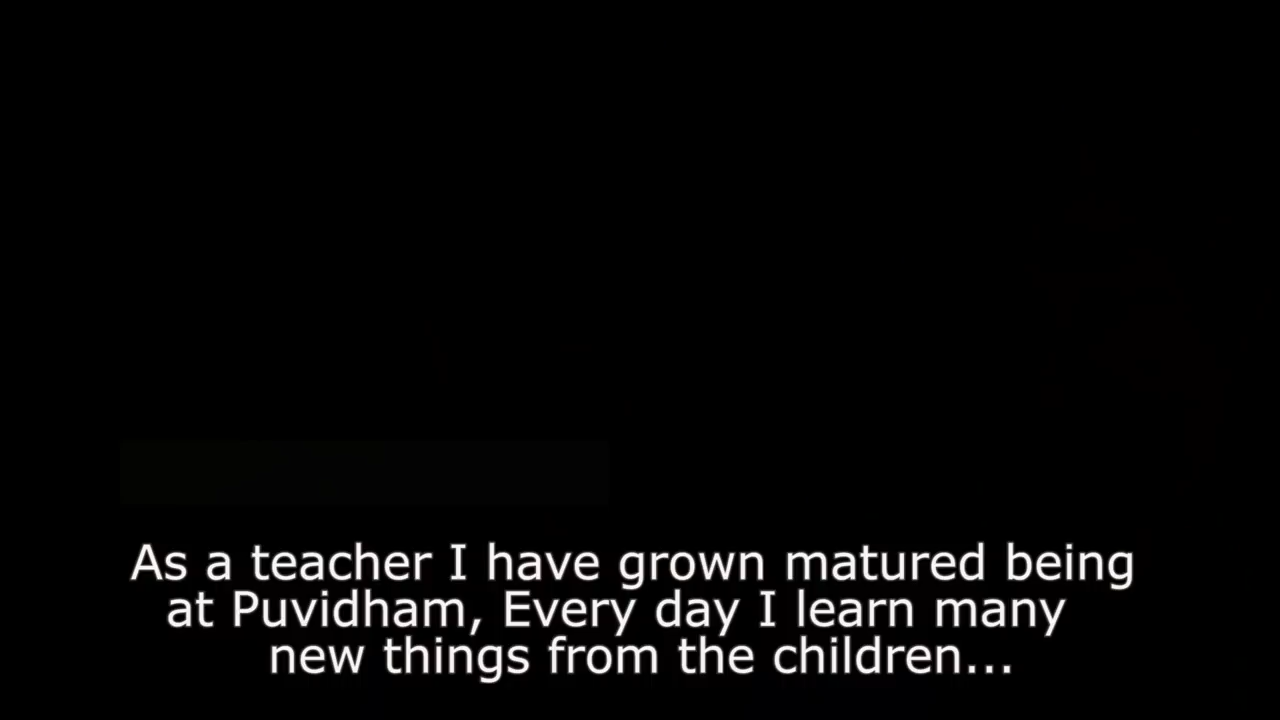 As a teacher I have grown matured being
at Puvidham, Every day I learn many
new things from the children...